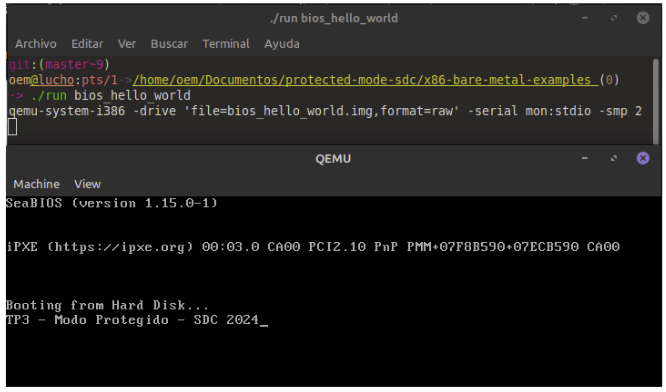 ./run bios_hello_world
Archivo Editar Ver Buscar Terminal Ayuda
git:(master~9)
oem@lucho:pts/1->/home/oem/Documentos/protected-mode-sdc/x86-bare-metal-examples (0)
-> ./run bios_hello_world
qemu-system-i386 -drive 'file=bios_hello_world.img,format=raw' -serial mon:stdio -smp 2
QEMU
Machine View
SeaBIOS (version 1.15.0-1)
iPXE (https://ipxe.org) 00:03.0 CA00 PCI2.10 PnP PMM+07F8B590+07ECB590 CA00
Booting from Hard Disk...
TP3 - Modo Protegido - SDC 2024_